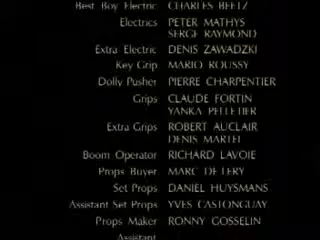 Best Boy Electric CHARLES BEETZ
Electrics PETER MATHYS
SERGE RAYMOND
Extra Electric DENIS ZAWADZKI
Key Grip MARIO ROUSSY
Dolly Pusher PIERRE CHARPENTIER
Grips CLAUDE FORTIN
YANKA PELLETIER
Extra Grips ROBERT AUCLAIR
DENIS MARTEL
Boom Operator RICHARD LAVOIE
Props Buyer MARC DE LERY
Set Props DANIEL HUYSMANS
Assistant Set Props YVES CASTONGUAY
Props Maker RONNY GOSSELIN
Assistant